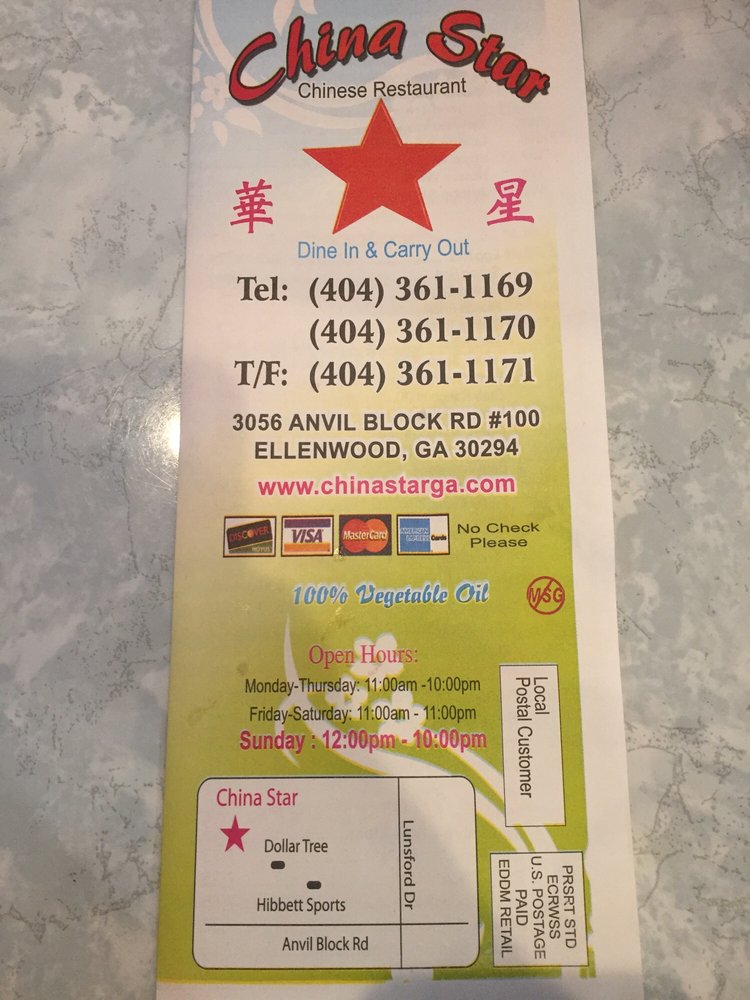 China Star
Chinese Restaurant
華 星
Dine In & Carry Out
Tel: (404) 361-1169
(404) 361-1170
T/F: (404) 361-1171
3056 ANVIL BLOCK RD #100
ELLENWOOD, GA 30294
www.chinastarga.com
DISCOVER
VISA
MasterCard
AMERICAN EXPRESS Cards
No Check
Please
100% Vegetable Oil
MSG
Open Hours:
Monday-Thursday: 11:00am -10:00pm
Friday-Saturday: 11:00am - 11:00pm
Sunday : 12:00pm - 10:00pm
Local
Postal Customer
China Star
Dollar Tree
Hibbett Sports
Lunsford Dr
Anvil Block Rd
PRSRT STD
ECRWSS
U.S. POSTAGE
PAID
EDDM RETAIL